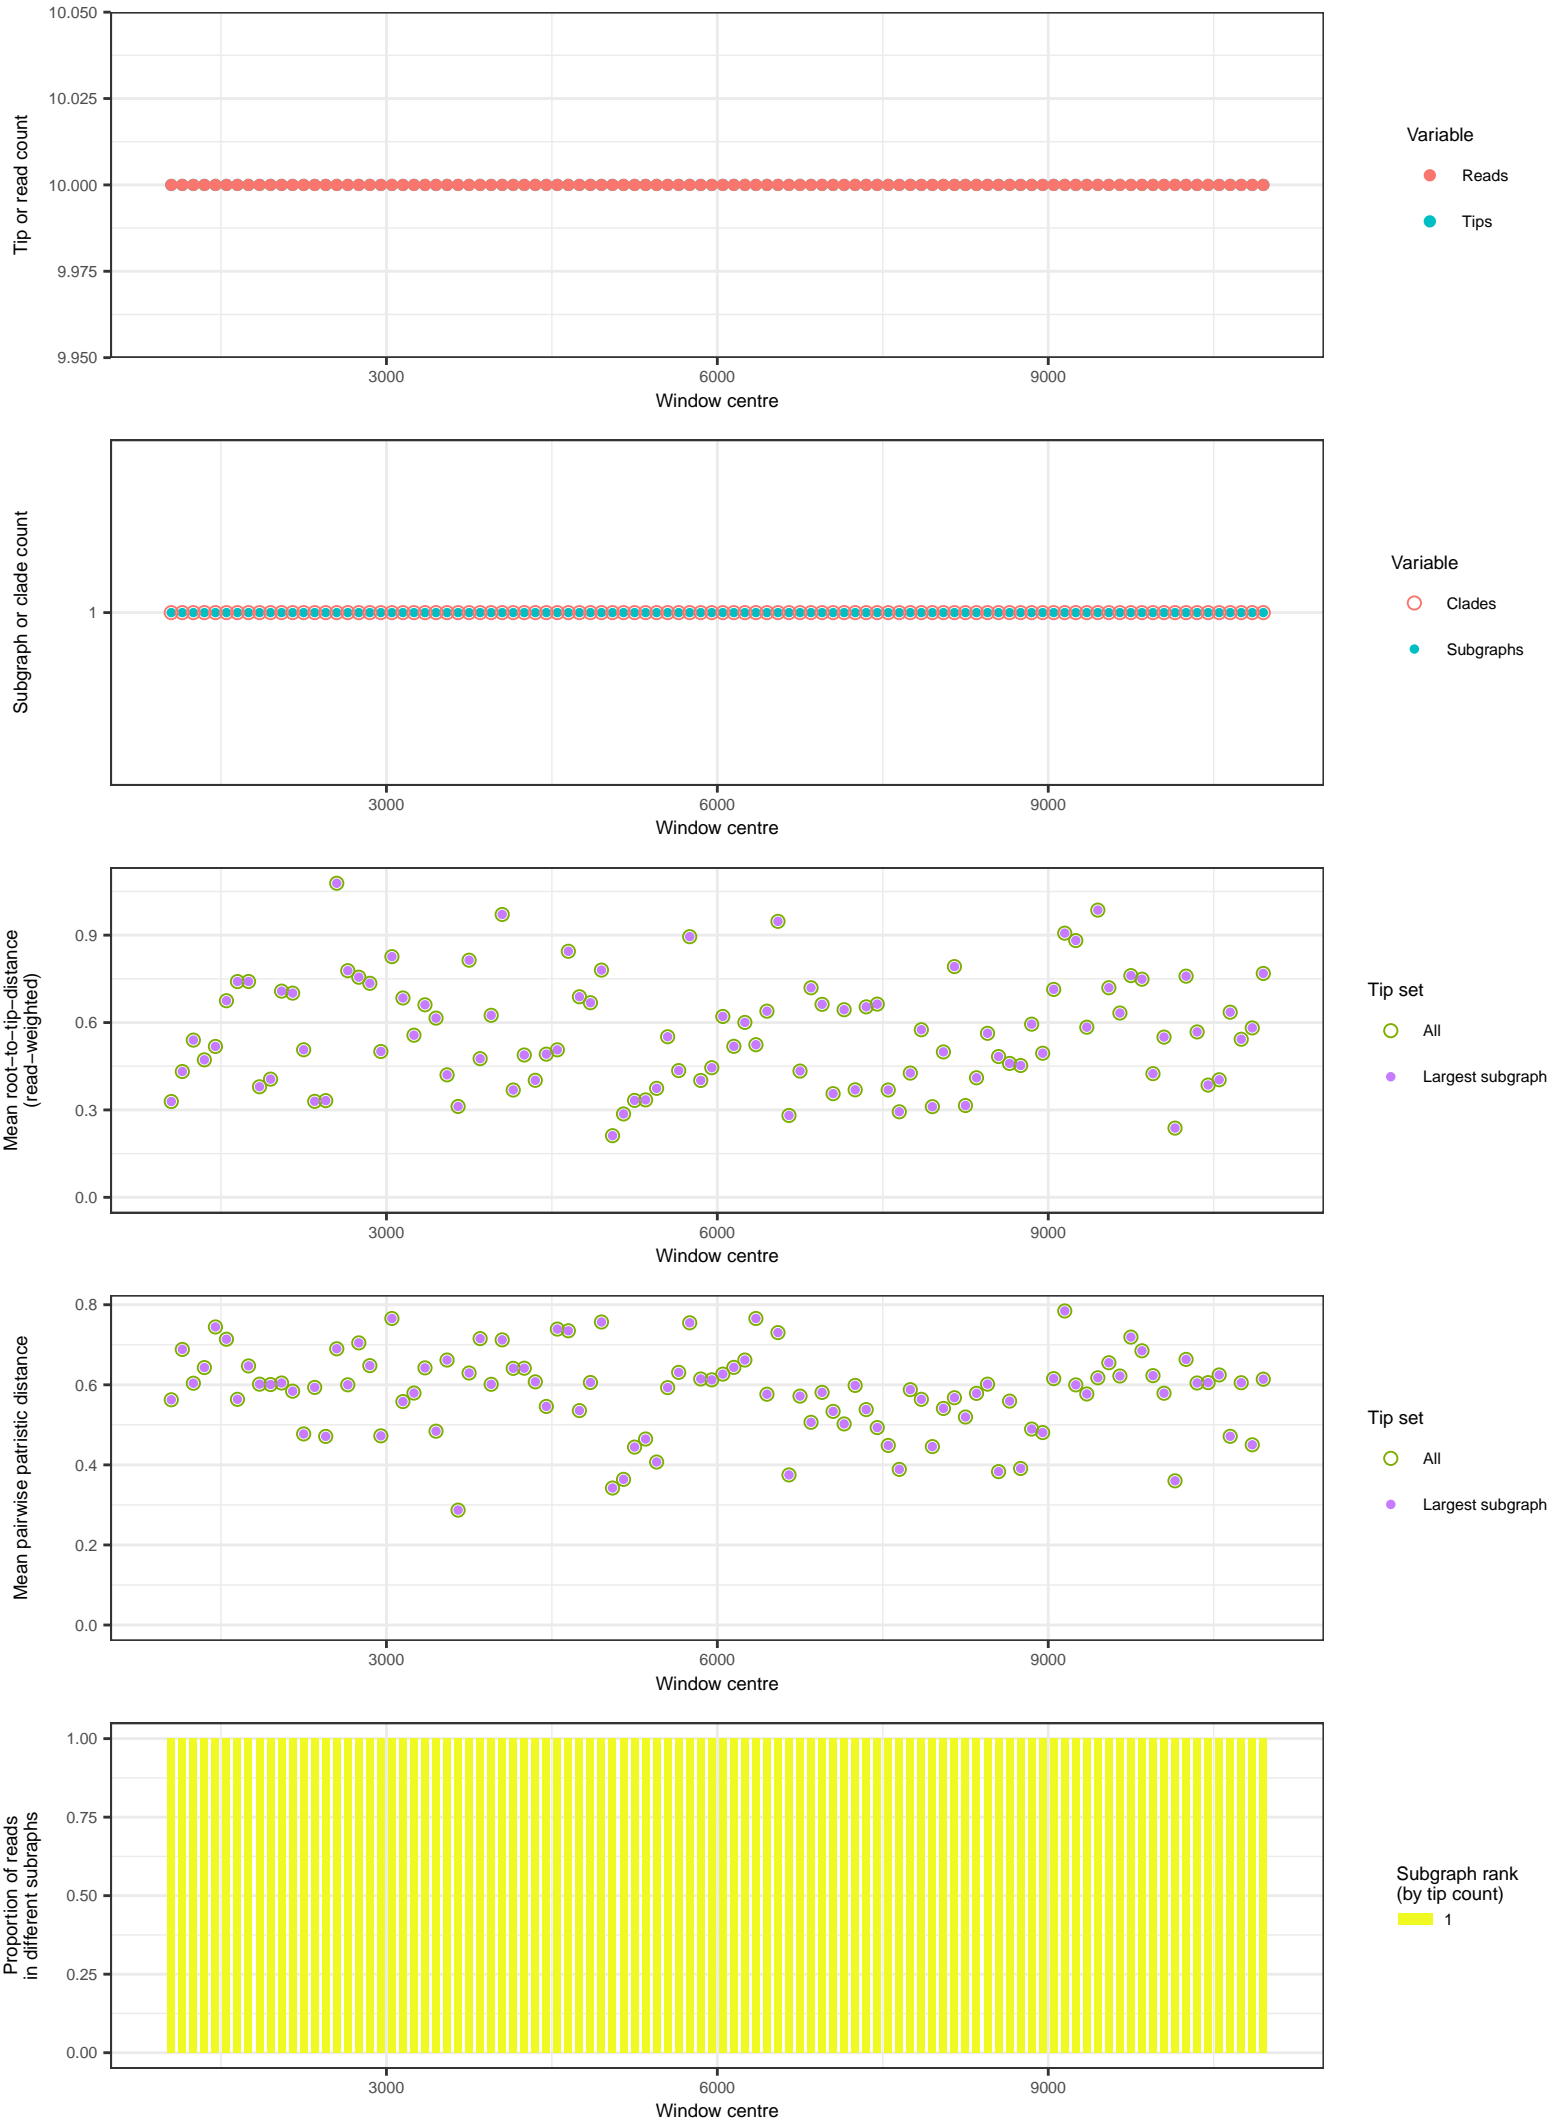 10.050
10.025
10.000
9.975
9.950
Tip or read count
3000 6000 9000
Window centre
Variable
Reads
Tips
1
Subgraph or clade count
3000 6000 9000
Window centre
Variable
Clades
Subgraphs
0.9
0.6
0.3
0.0
Mean root−to−tip−distance
(read−weighted)
3000 6000 9000
Window centre
Tip set
All
Largest subgraph
0.8
0.6
0.4
0.2
0.0
Mean pairwise patristic distance
3000 6000 9000
Window centre
Tip set
All
Largest subgraph
1.00
0.75
0.50
0.25
0.00
Proportion of reads
in different subraphs
3000 6000 9000
Window centre
Subgraph rank
(by tip count)
1